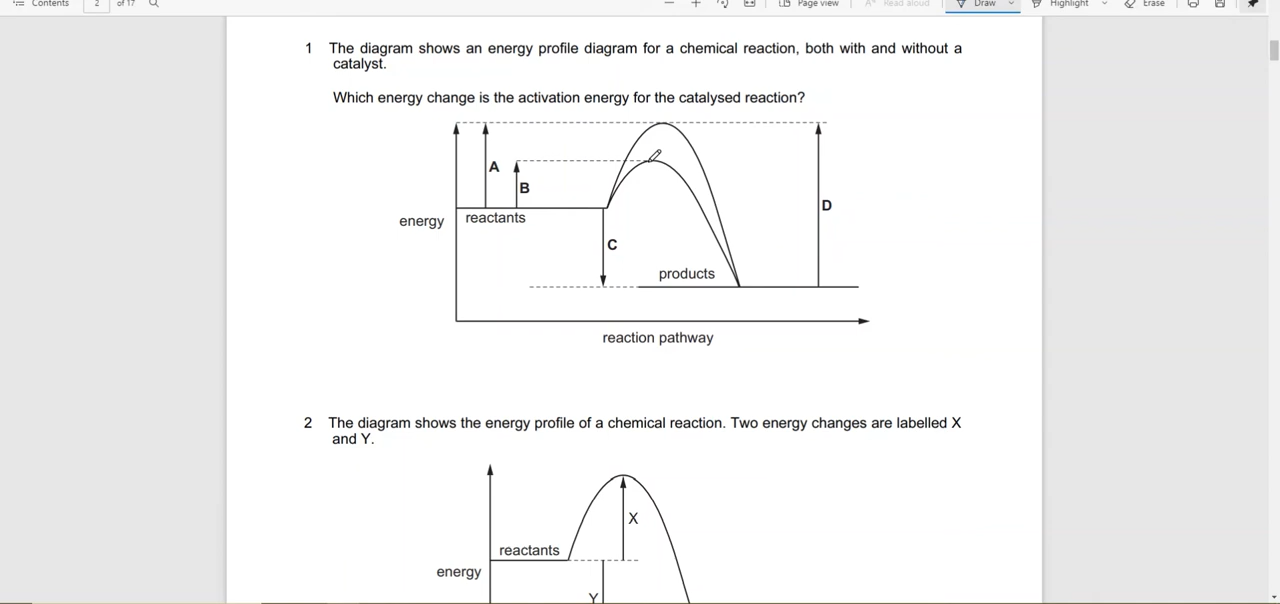 Contents
2
of 17
Page view
Read aloud
Draw
Highlight
Erase
1 The diagram shows an energy profile diagram for a chemical reaction, both with and without a
catalyst.
Which energy change is the activation energy for the catalysed reaction?
A
B
D
reactants
energy
C
products
reaction pathway
2 The diagram shows the energy profile of a chemical reaction. Two energy changes are labelled X
and Y.
X
reactants
energy
Y